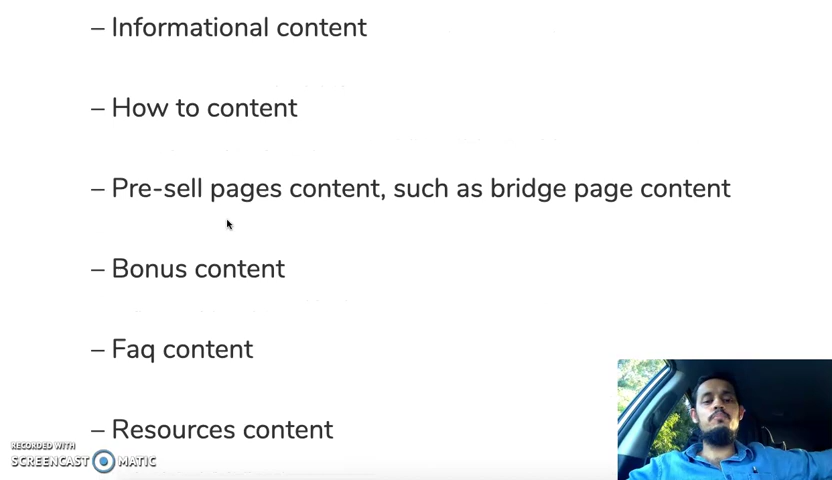 – Informational content
– How to content
– Pre-sell pages content, such as bridge page content
– Bonus content
– Faq content
– Resources content
RECORDED WITH
SCREENCAST MATIC